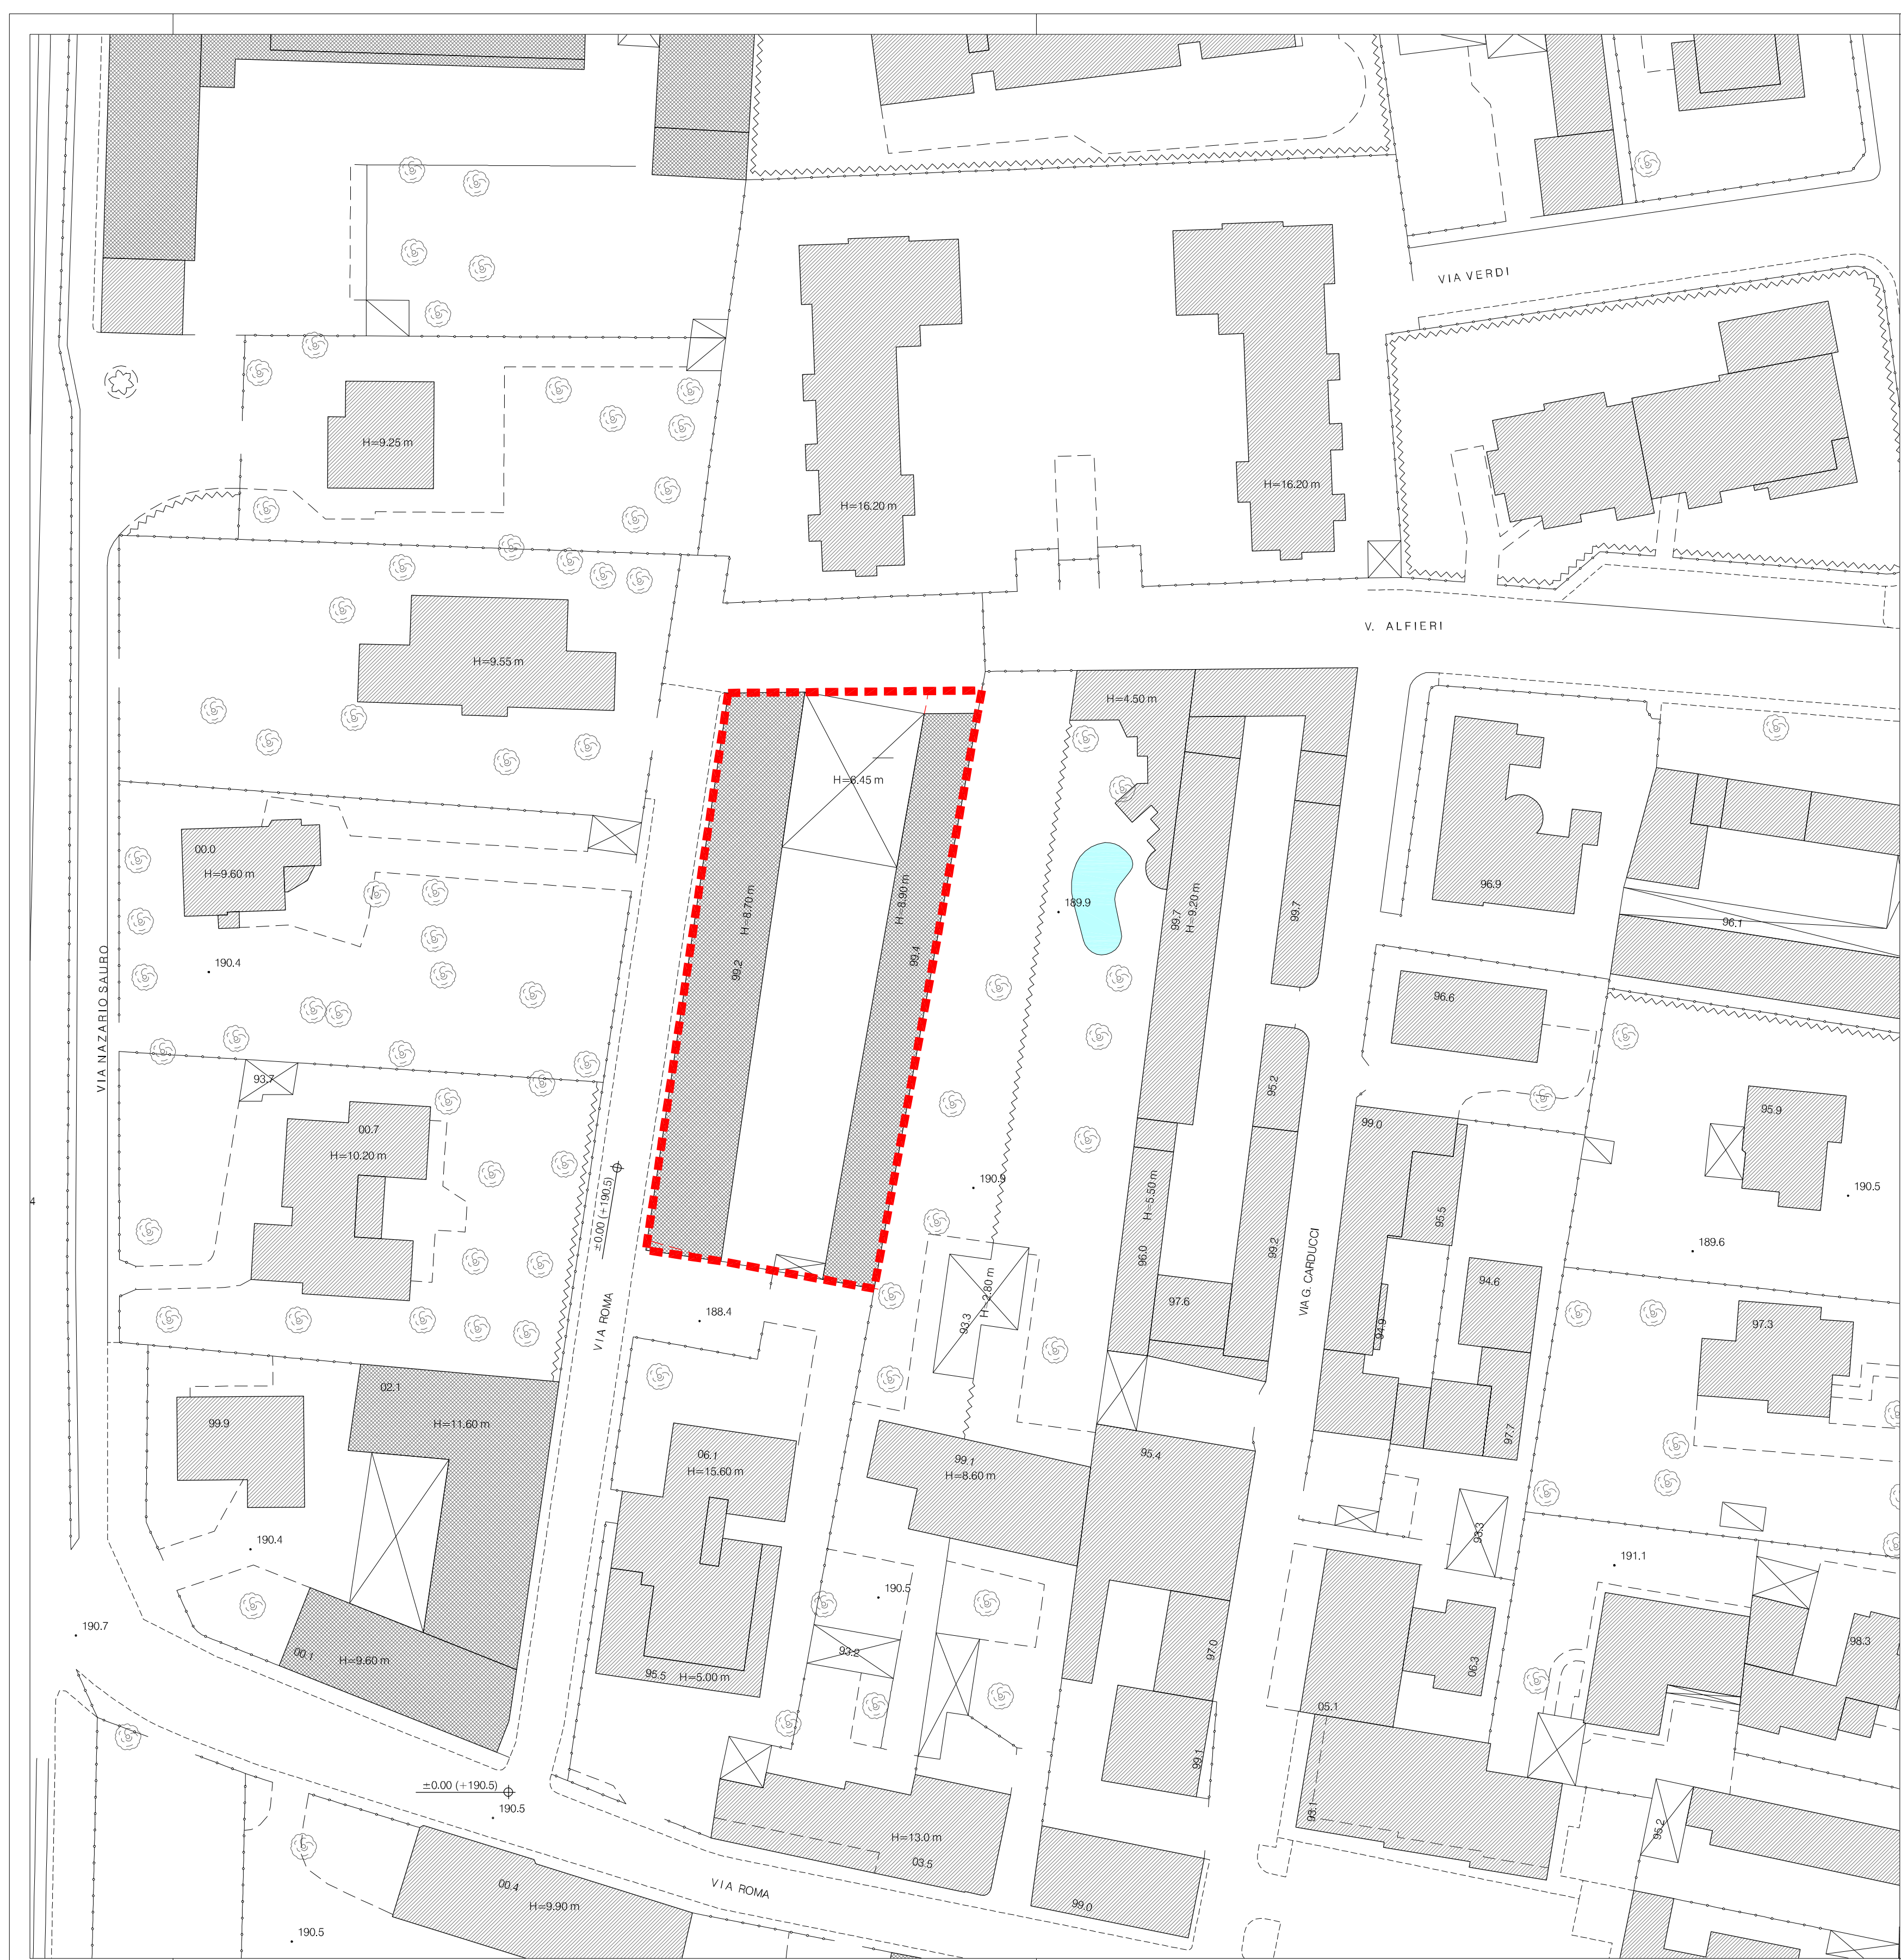 VIA VERDI
H=9.25 m
H=16.20 m
H=16.20 m
V. ALFIERI
H=9.55 m
H=4.50 m
H=6.45 m
00.0
H=9.60 m
H=8.70 m
99.2
H=8.90 m
99.4
189.9
99.7
H=9.20 m
99.7
96.9
96.1
190.4
VIA NAZARIO SAURO
96.6
93.7
95.2
95.9
00.7
H=10.20 m
99.0
190.9
H=5.50 m
190.5
4
±0.00 (+190.5)
96.0
99.2
95.5
189.6
VIA G. CARDUCCI
94.6
H=2.80 m
93.3
97.6
188.4
VIA ROMA
94.9
97.3
02.1
99.9
H=11.60 m
97.7
06.1
H=15.60 m
99.1
H=8.60 m
95.4
93.3
190.4
191.1
190.5
190.7
00.1
H=9.60 m
93.2
97.0
98.3
95.5
H=5.00 m
06.3
05.1
99.1
±0.00 (+190.5)
190.5
93.1
95.2
H=13.0 m
03.5
VIA ROMA
00.4
H=9.90 m
99.0
190.5